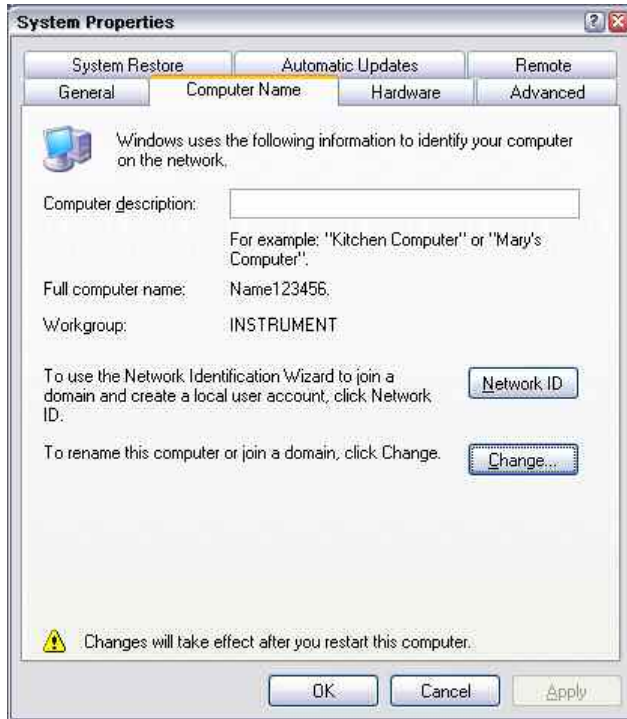 System Properties
System Restore
Automatic Updates
Remote
General
Computer Name
Hardware
Advanced
Windows uses the following information to identify your computer
on the network.
Computer description:
For example: "Kitchen Computer" or "Mary's
Computer".
Full computer name:
Name123456.
Workgroup:
INSTRUMENT
To use the Network Identification Wizard to join a
domain and create a local user account, click Network
ID.
Network ID
To rename this computer or join a domain, click Change.
Change...
Changes will take effect after you restart this computer.
OK
Cancel
Apply